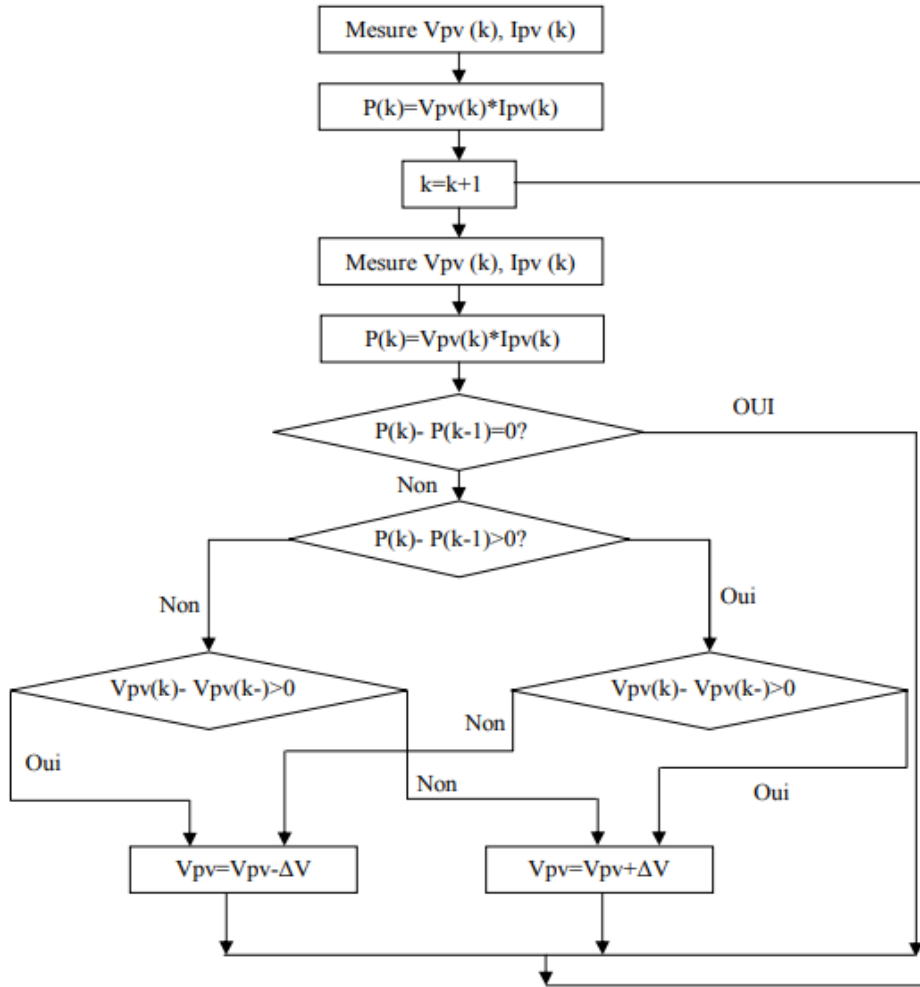 Mesure Vpv (k), Ipv (k)
P(k)=Vpv(k)*Ipv(k)
k=k+1
Mesure Vpv (k), Ipv (k)
P(k)=Vpv(k)*Ipv(k)
P(k)- P(k-1)=0?
OUI
Non
P(k)- P(k-1)>0?
Non
Oui
Vpv(k)- Vpv(k-)>0
Vpv(k)- Vpv(k-)>0
Non
Oui
Non
Oui
Vpv=Vpv-ΔV
Vpv=Vpv+ΔV